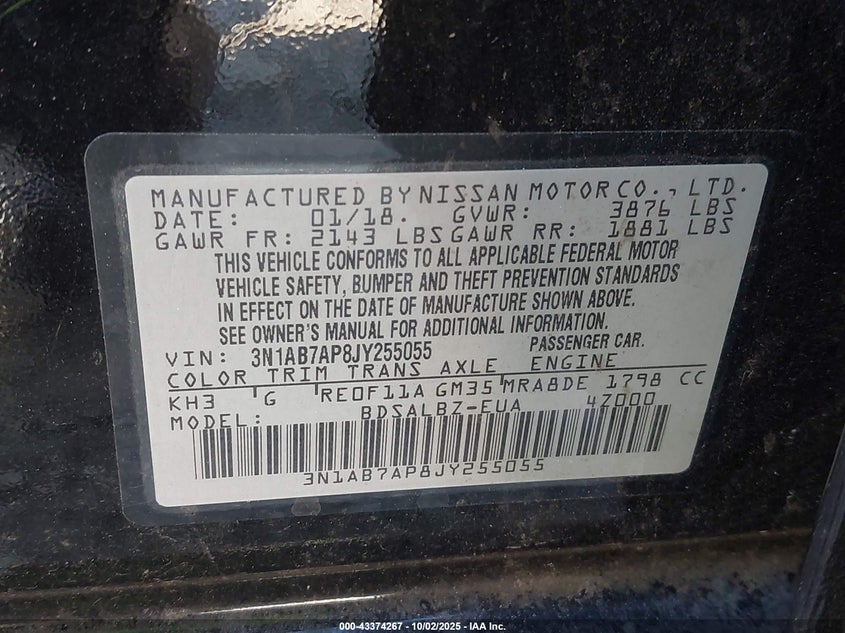 MANUFACTURED BY NISSAN MOTOR CO., LTD.
DATE: 01/18. GVWR: 3876 LBS
GAWR FR: 2143 LBS GAWR RR: 1881 LBS
THIS VEHICLE CONFORMS TO ALL APPLICABLE FEDERAL MOTOR
VEHICLE SAFETY, BUMPER AND THEFT PREVENTION STANDARDS
IN EFFECT ON THE DATE OF MANUFACTURE SHOWN ABOVE.
SEE OWNER'S MANUAL FOR ADDITIONAL INFORMATION.
VIN: 3N1AB7AP8JY255055 PASSENGER CAR.
COLOR TRIM TRANS AXLE ENGINE
KH3 G RE0F11A GM35 MRA8DE 1798 CC
MODEL: BDSALBZ-EUA 4Z000
3N1AB7AP8JY255055
000-43374267 - 10/02/2025 - IAA Inc.